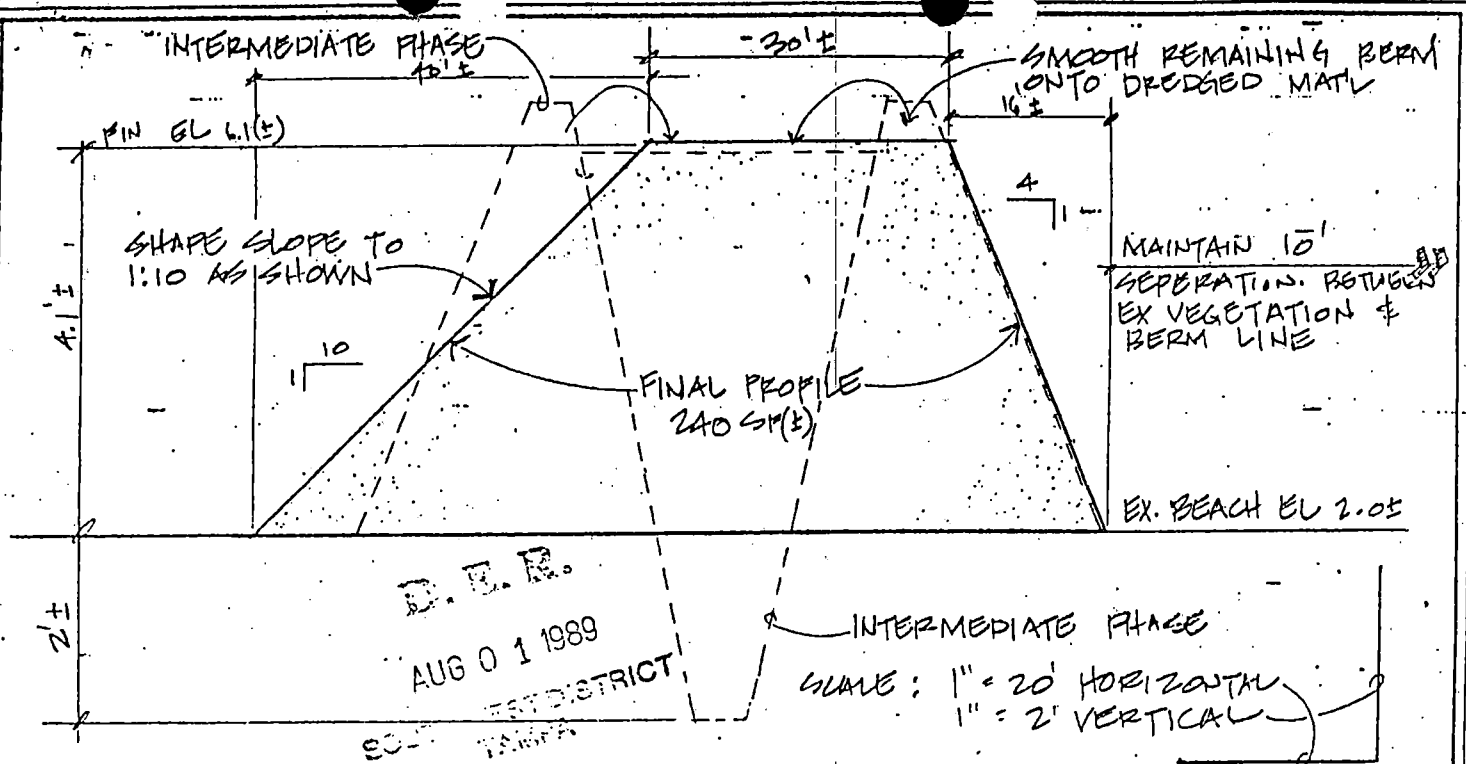 INTERMEDIATE PHASE
40'±
30'±
SMOOTH REMAINING BERM
ONTO DREDGED MAT'L
16'±
FIN EL 6.1(±)
4
1
SHAPE SLOPE TO
1:10 AS SHOWN
MAINTAIN 10'
SEPERATION BETWEEN
EX VEGETATION &
BERM LINE
4.1'±
10
1
FINAL PROFILE
240 SF(±)
EX. BEACH EL 2.0±
2'±
D.E.R.
AUG 01 1989
DISTRICT
TAMPA
INTERMEDIATE PHASE
SCALE: 1" = 20' HORIZONTAL
1" = 2' VERTICAL